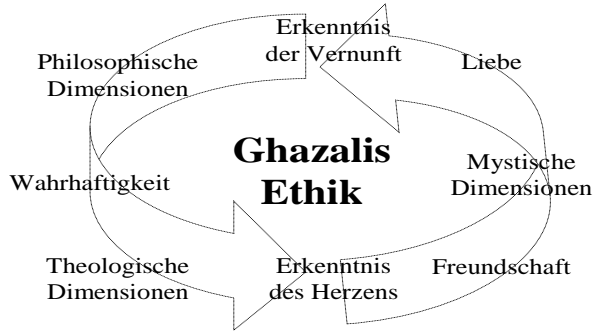 Erkenntnis
der Vernunft
Philosophische
Dimensionen
Liebe
Ghazalis
Ethik
Wahrhaftigkeit
Mystische
Dimensionen
Theologische
Dimensionen
Erkenntnis
des Herzens
Freundschaft